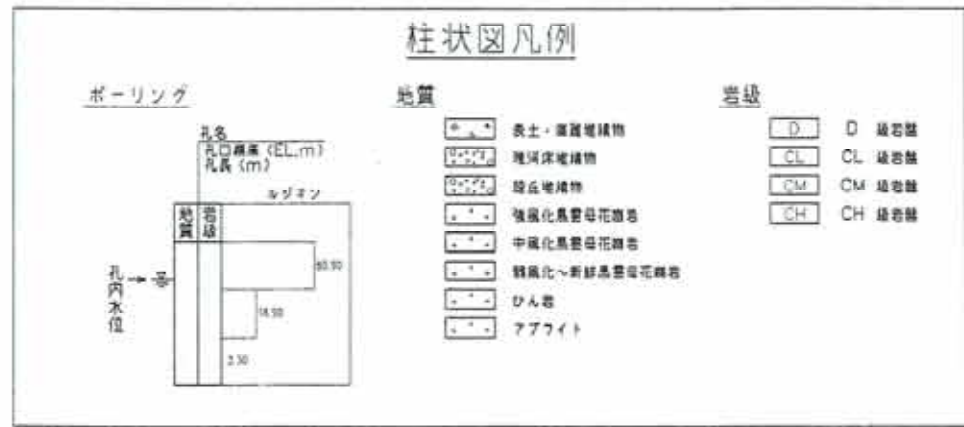 柱状図凡例
ボーリング
孔名
孔口標高 (EL.m)
孔長 (m)
ルジオン
地質
岩級
孔内水位
60.50
18.50
2.30
地質
表土・崖錐堆積物
現河床堆積物
段丘堆積物
強風化黒雲母花崗岩
中風化黒雲母花崗岩
弱風化～新鮮黒雲母花崗岩
ひん岩
アプライト
岩級
D D 級岩盤
CL CL 級岩盤
CM CM 級岩盤
CH CH 級岩盤